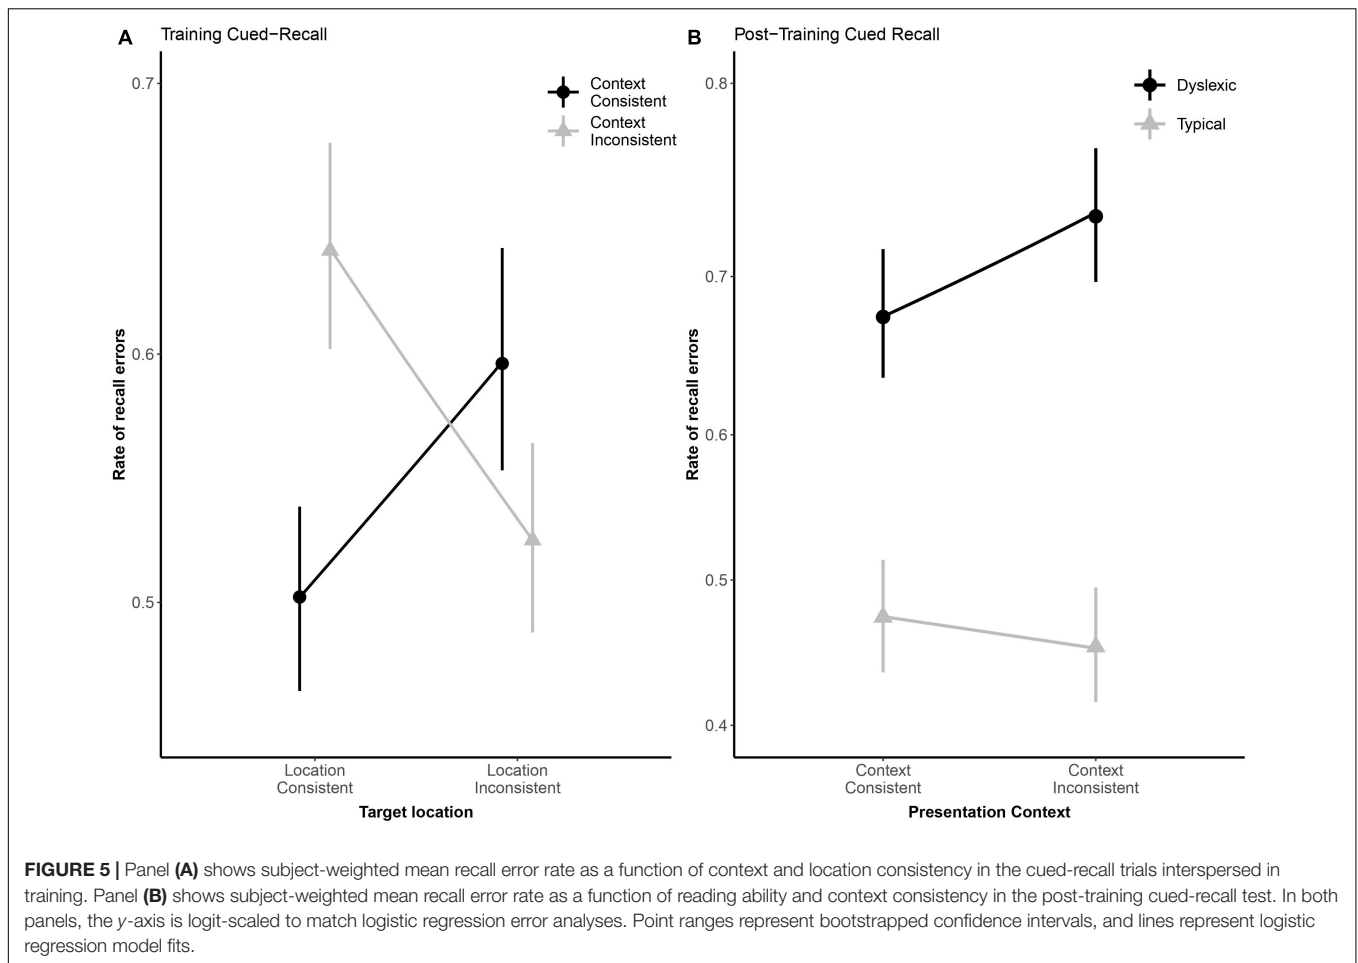 A Training Cued−Recall
0.7
0.6
0.5
Rate of recall errors
Context
Consistent
Context
Inconsistent
Location
Consistent
Location
Inconsistent
Target location
B Post−Training Cued Recall
0.8
0.7
0.6
0.5
0.4
Rate of recall errors
Dyslexic
Typical
Context
Consistent
Context
Inconsistent
Presentation Context
FIGURE 5 | Panel (A) shows subject-weighted mean recall error rate as a function of context and location consistency in the cued-recall trials interspersed in
training. Panel (B) shows subject-weighted mean recall error rate as a function of reading ability and context consistency in the post-training cued-recall test. In both
panels, the y-axis is logit-scaled to match logistic regression error analyses. Point ranges represent bootstrapped confidence intervals, and lines represent logistic
regression model fits.